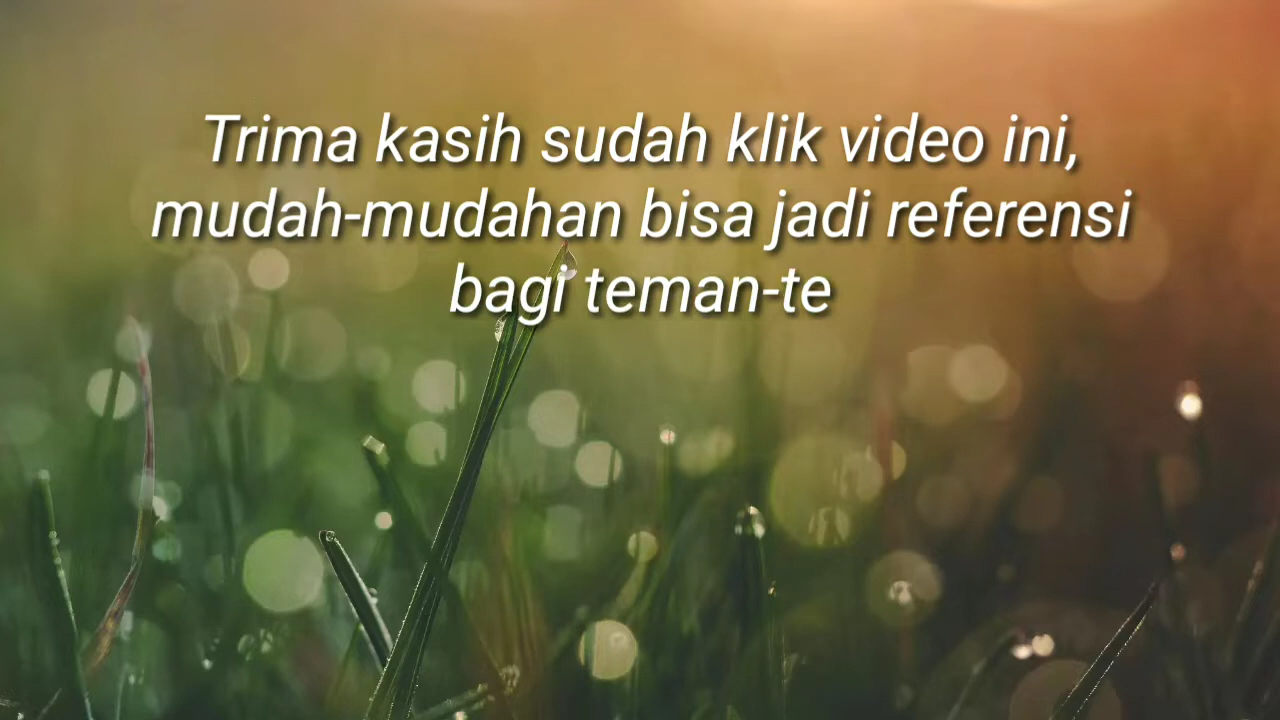 Trima kasih sudah klik video ini,
mudah-mudahan bisa jadi referensi
bagi teman-te